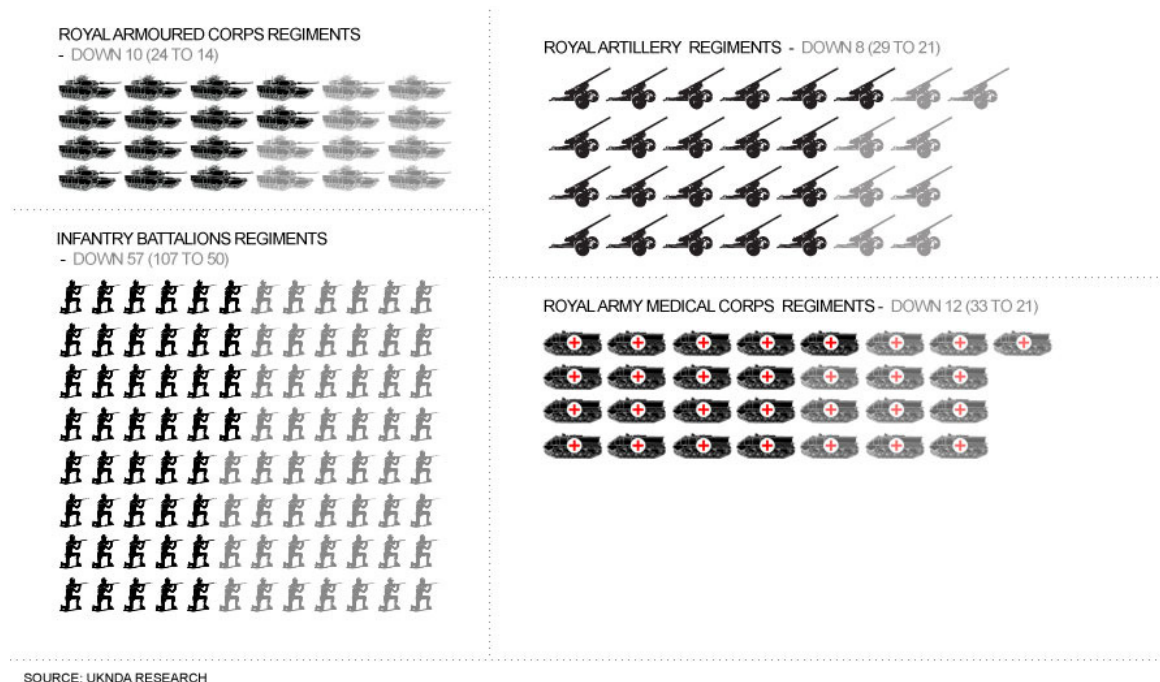 ROYAL ARMOURED CORPS REGIMENTS
- DOWN 10 (24 TO 14)
ROYAL ARTILLERY REGIMENTS - DOWN 8 (29 TO 21)
INFANTRY BATTALIONS REGIMENTS
- DOWN 57 (107 TO 50)
ROYAL ARMY MEDICAL CORPS REGIMENTS - DOWN 12 (33 TO 21)
SOURCE: UKNDA RESEARCH